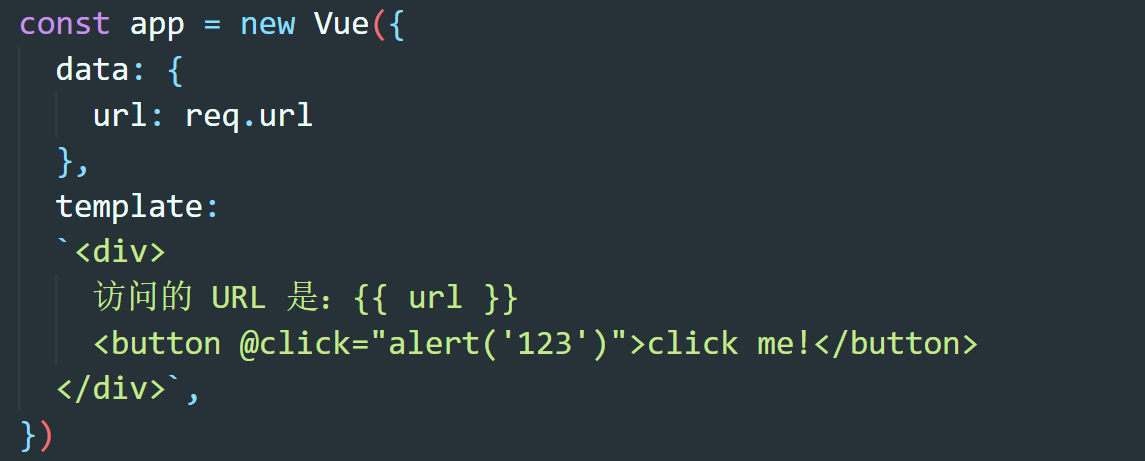 const app = new Vue({
  data: {
    url: req.url
  },
  template:
  `<div>
    访问的 URL 是：{{ url }}
    <button @click="alert('123')">click me!</button>
  </div>`,
})